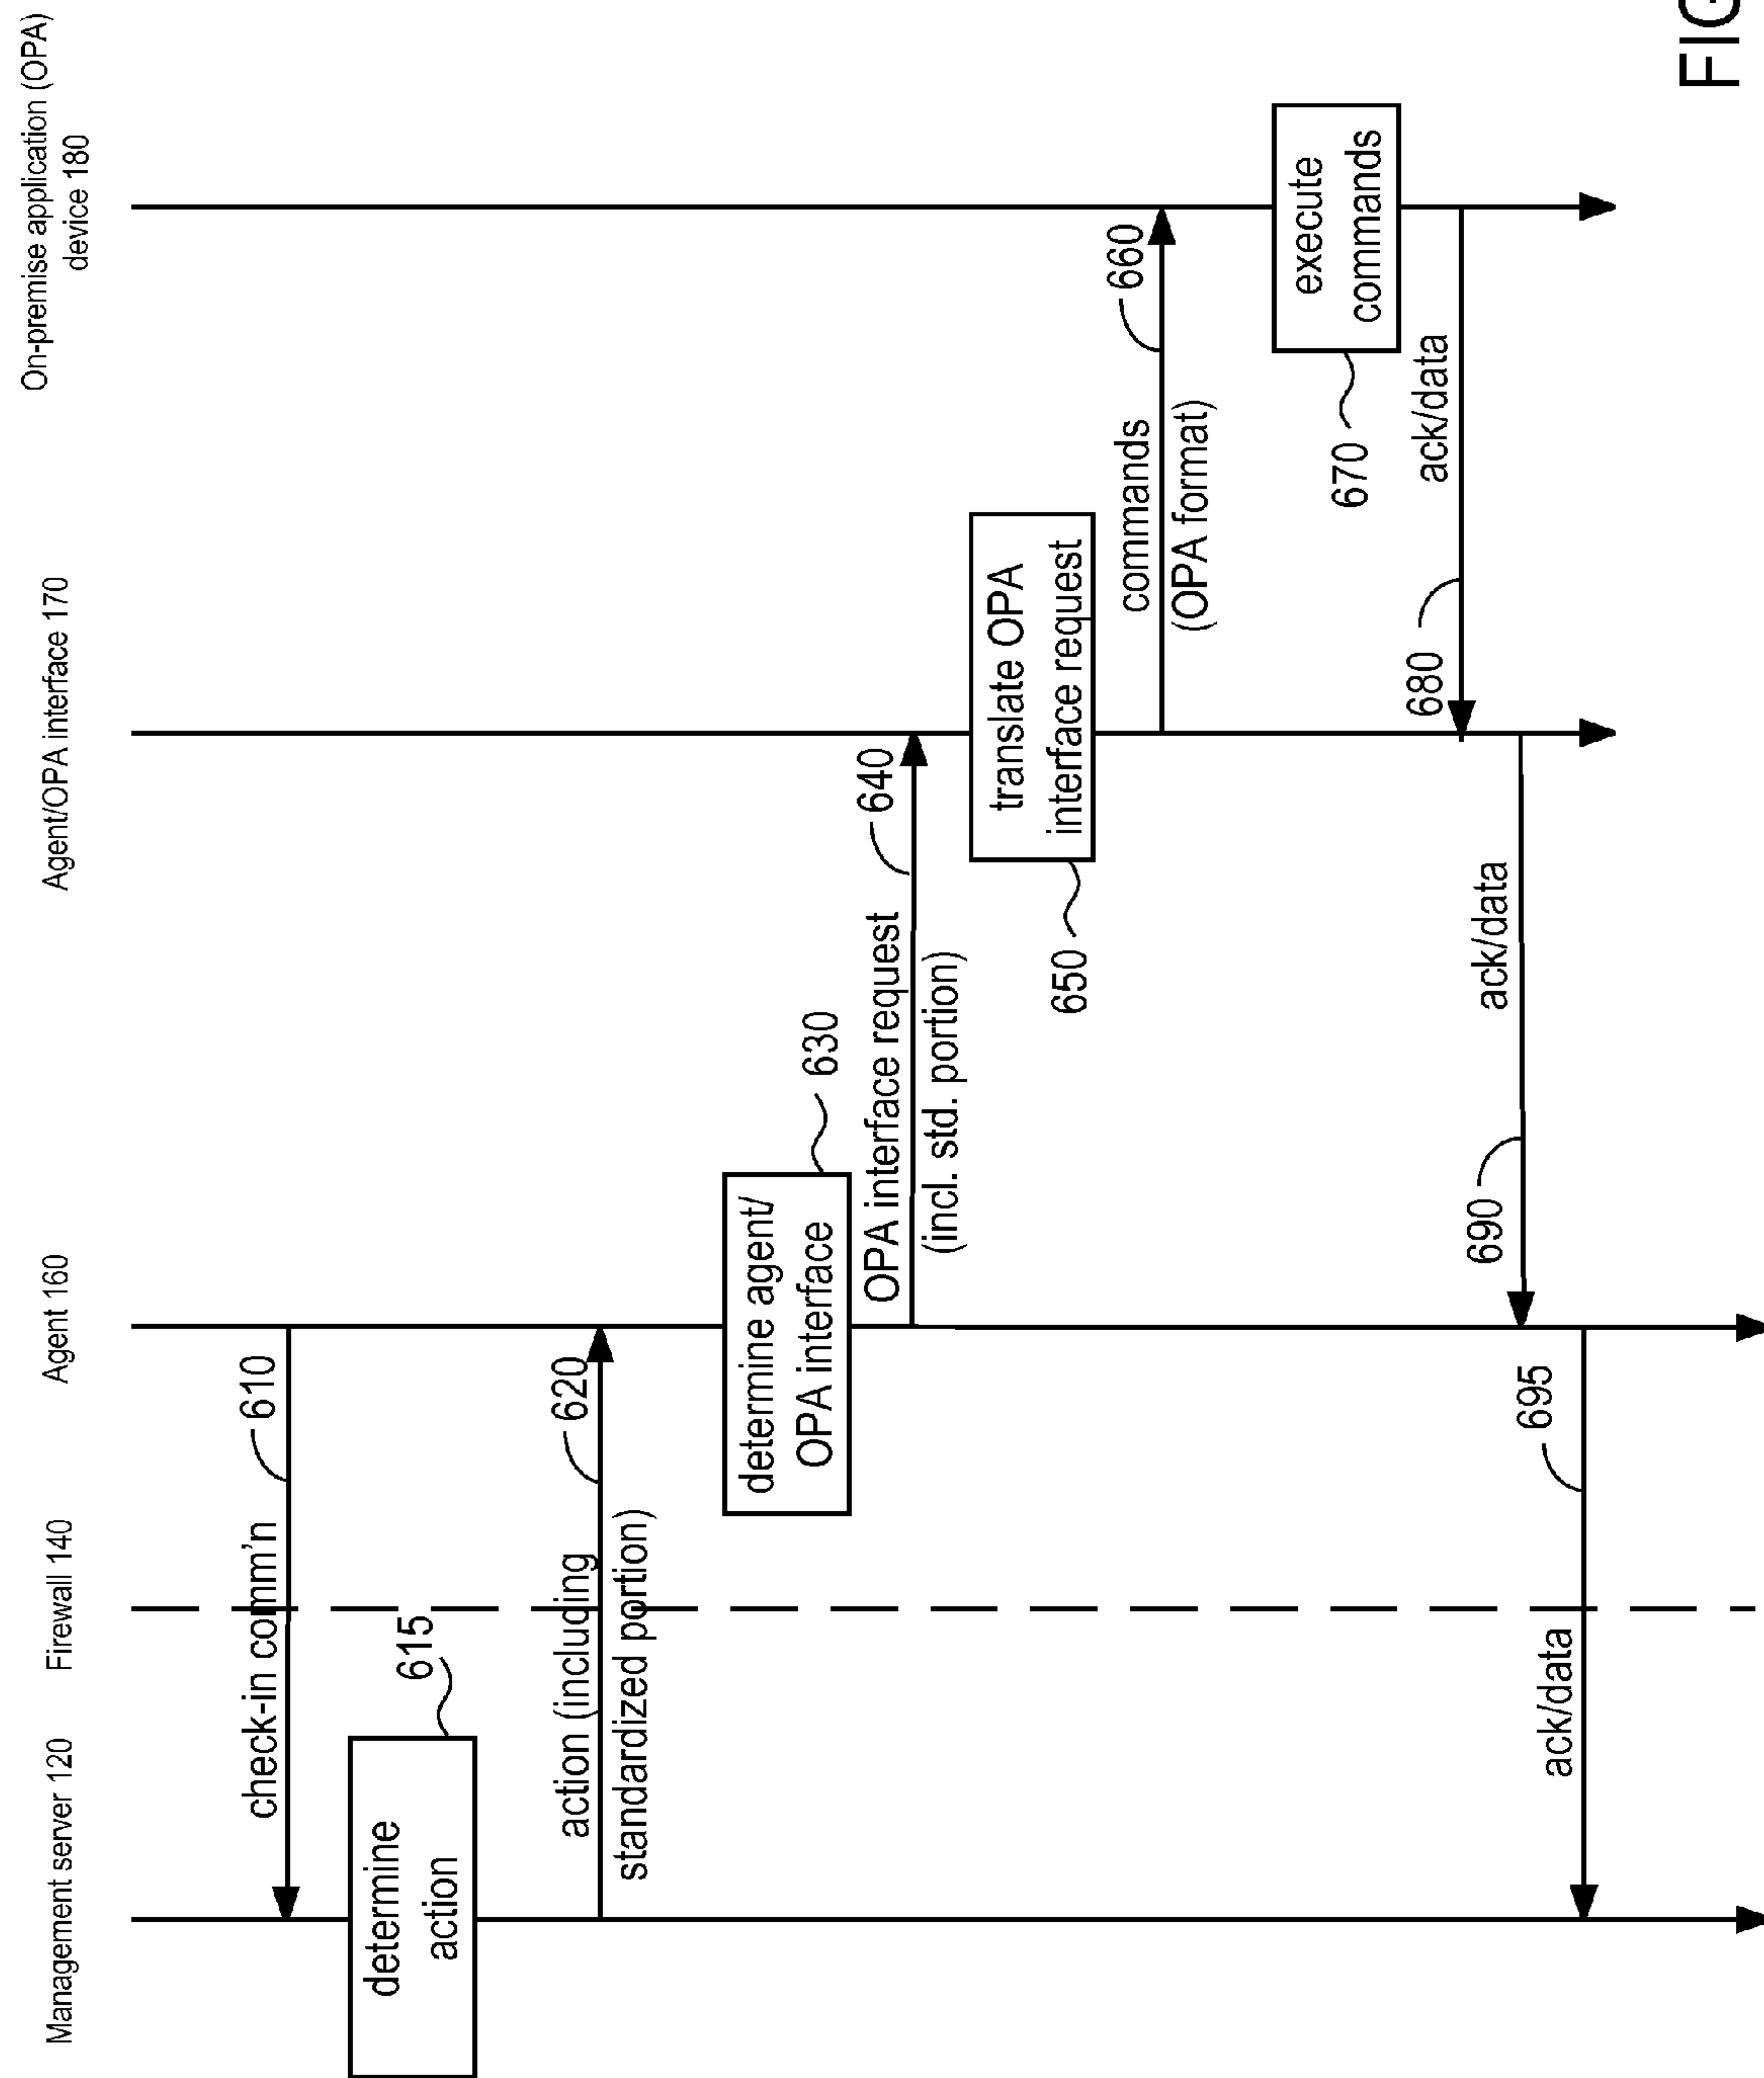 Management server 120
Firewall 140
Agent 160
Agent/OPA interface 170
On-premise application (OPA)
device 180
check-in comm'n
610
determine
action
615
action (including
standardized portion)
620
determine agent/
OPA interface
630
OPA interface request
(incl. std. portion)
640
translate OPA
interface request
650
commands
(OPA format)
660
execute
commands
670
ack/data
680
ack/data
690
ack/data
695